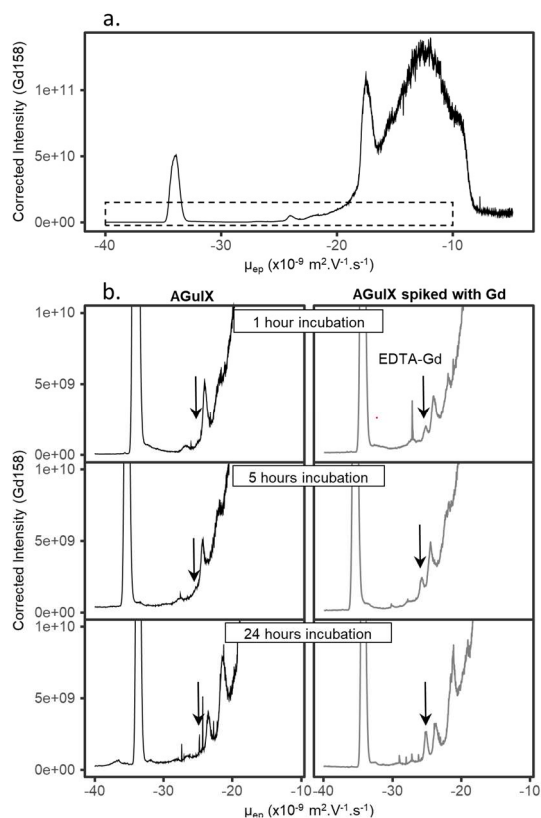 a.
Corrected Intensity (Gd158)
1e+11
5e+10
0e+00
-40 -30 -20 -10
μep (x10-9 m².V-1.s-1)
b.
AGuIX AGuIX spiked with Gd
1 hour incubation
1e+10
5e+09
0e+00
EDTA-Gd
5 hours incubation
1e+10
5e+09
0e+00
Corrected Intensity (Gd158)
24 hours incubation
1e+10
5e+09
0e+00
-40 -30 -20 -10 -40 -30 -20 -10
μep (x10-9 m².V-1.s-1)